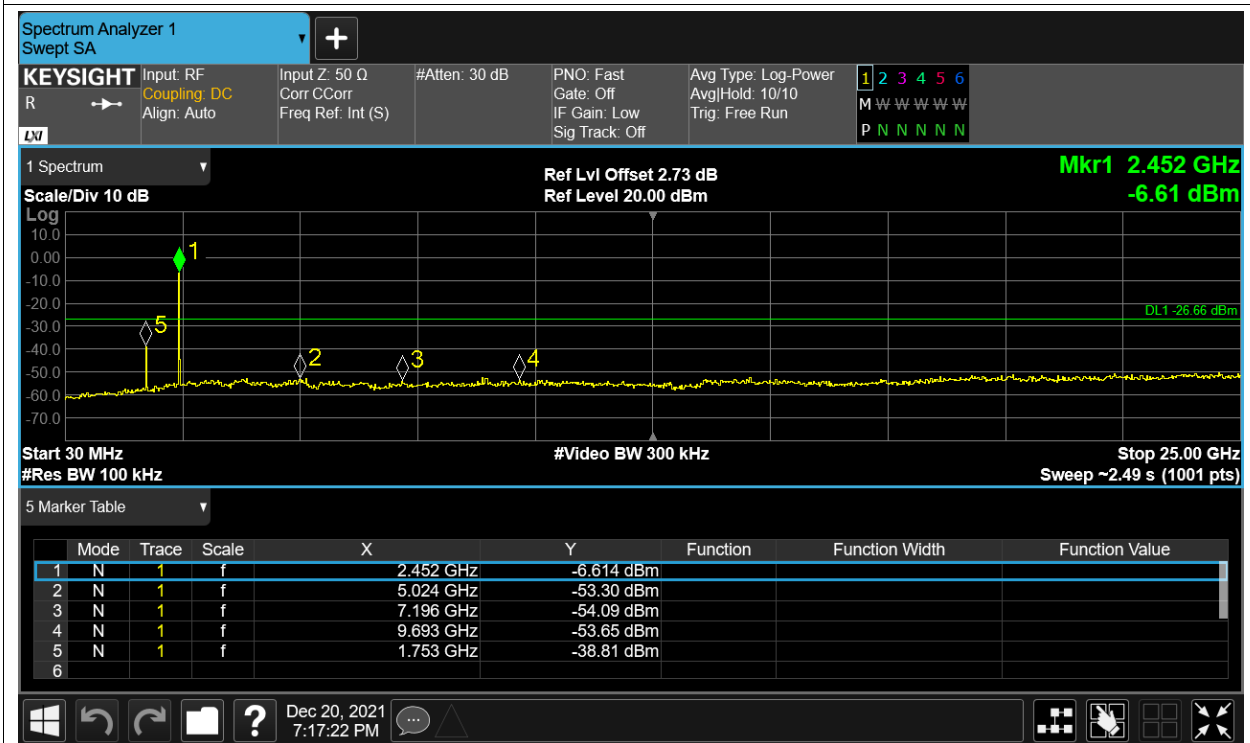 Spectrum Analyzer 1
Swept SA
+
KEYSIGHT
R
LXI
Input: RF
Coupling: DC
Align: Auto
Input Z: 50 Ω
Corr CCorr
Freq Ref: Int (S)
#Atten: 30 dB
PNO: Fast
Gate: Off
IF Gain: Low
Sig Track: Off
Avg Type: Log-Power
Avg|Hold: 10/10
Trig: Free Run
1 2 3 4 5 6
M W W W W W
P N N N N N
1 Spectrum
Scale/Div 10 dB
Ref Lvl Offset 2.73 dB
Ref Level 20.00 dBm
Mkr1 2.452 GHz
-6.61 dBm
Log
10.0
0.00
-10.0
-20.0
-30.0
-40.0
-50.0
-60.0
-70.0
1
5
2
3
4
DL1 -26.66 dBm
Start 30 MHz
#Video BW 300 kHz
Stop 25.00 GHz
#Res BW 100 kHz
Sweep ~2.49 s (1001 pts)
5 Marker Table
Mode Trace Scale X Y Function Function Width Function Value
1 N 1 f 2.452 GHz -6.614 dBm
2 N 1 f 5.024 GHz -53.30 dBm
3 N 1 f 7.196 GHz -54.09 dBm
4 N 1 f 9.693 GHz -53.65 dBm
5 N 1 f 1.753 GHz -38.81 dBm
6
?
Dec 20, 2021
7:17:22 PM